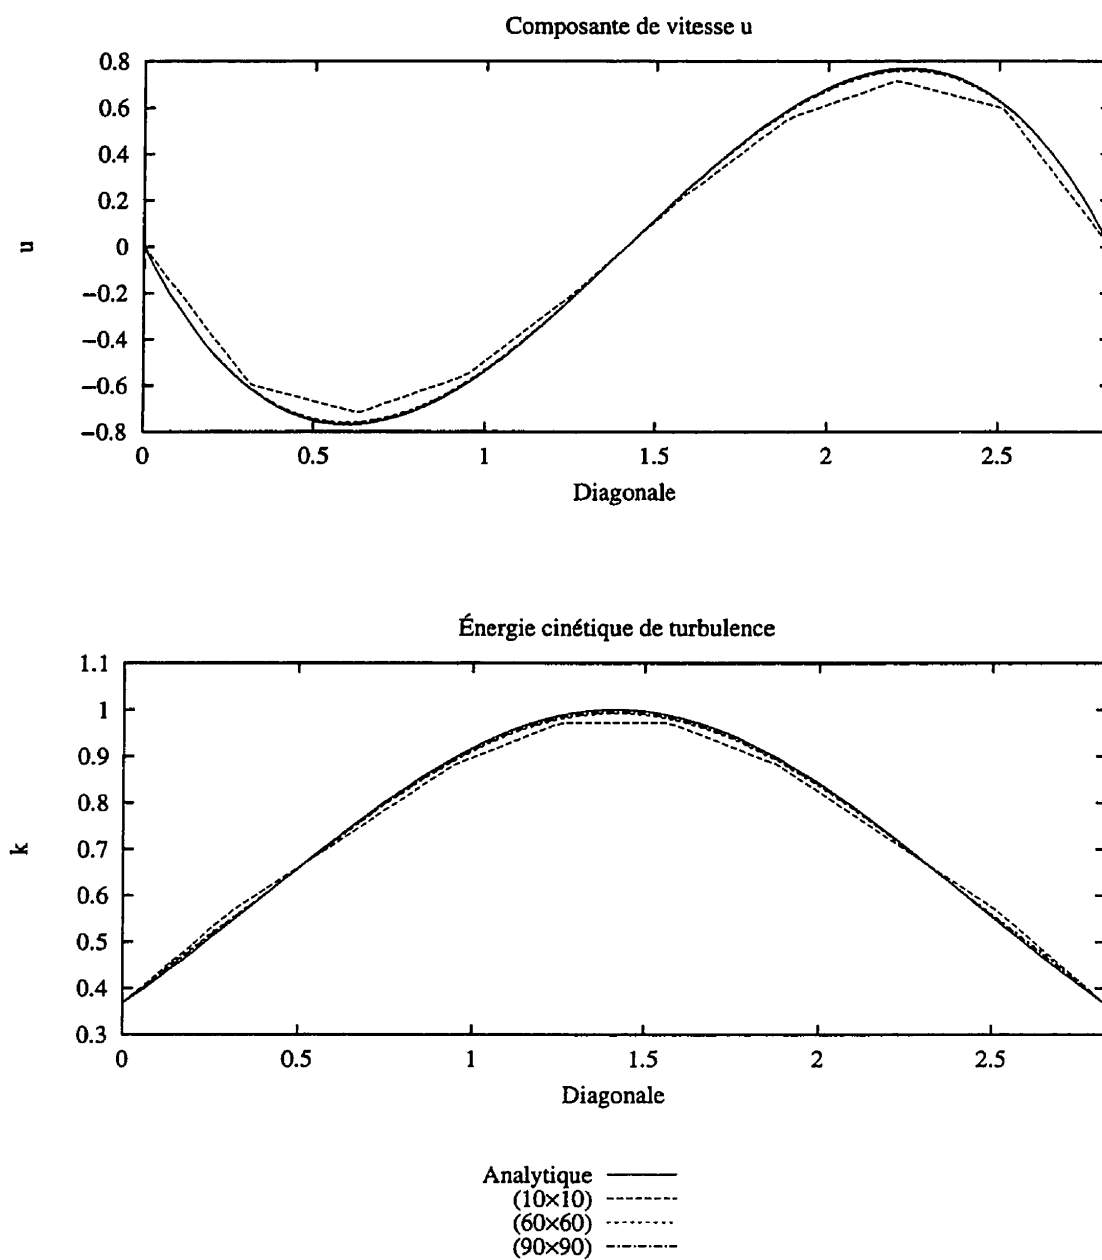 Composante de vitesse u
0.8
0.6
0.4
0.2
0
−0.2
−0.4
−0.6
−0.8
u
0 0.5 1 1.5 2 2.5
Diagonale
Énergie cinétique de turbulence
1.1
1
0.9
0.8
0.7
0.6
0.5
0.4
0.3
k
0 0.5 1 1.5 2 2.5
Diagonale
Analytique
(10×10)
(60×60)
(90×90)